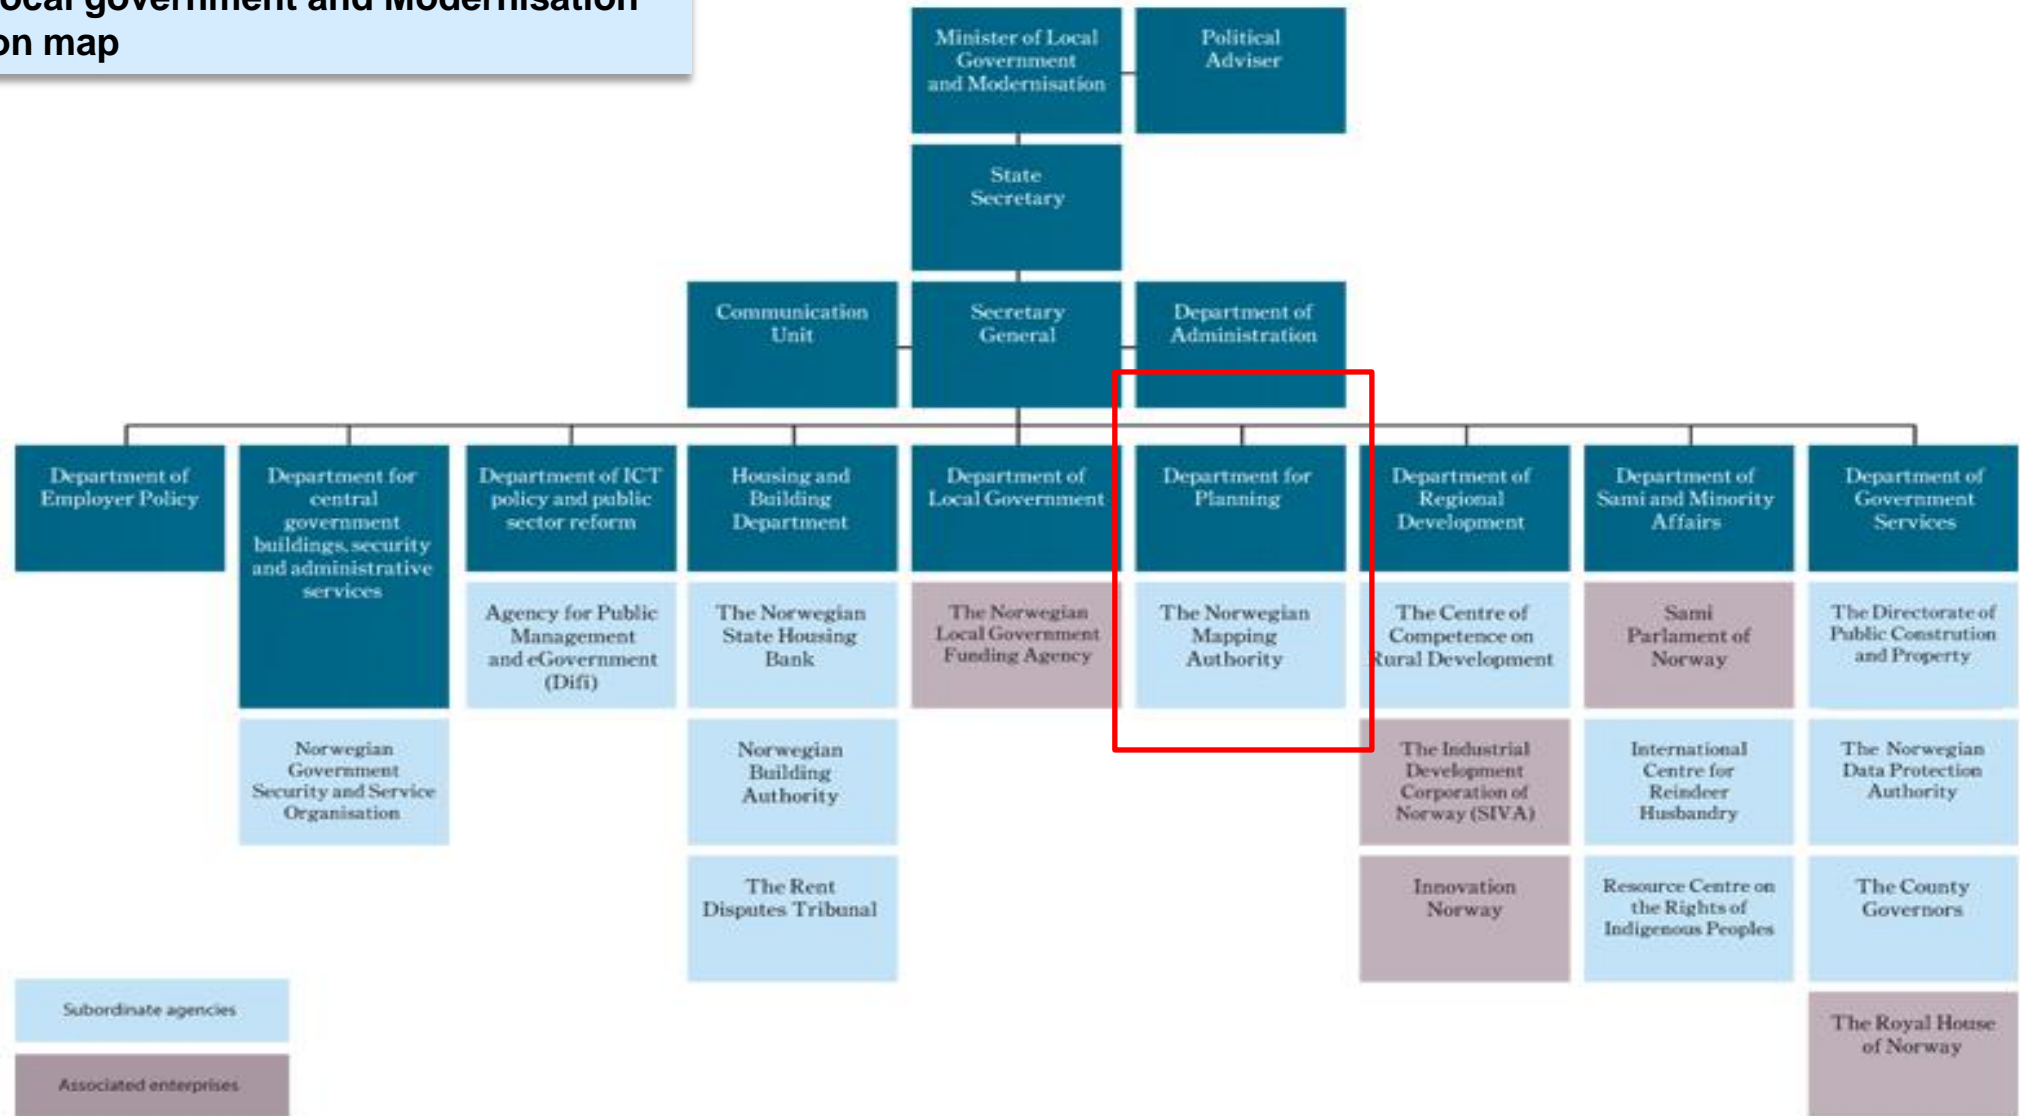 ocal government and Modernisation
on map
Minister of Local
Government
and Modernisation
Political
Adviser
State
Secretary
Communication
Unit
Secretary
General
Department of
Administration
Department of
Employer Policy
Department for
central
government
buildings, security
and administrative
services
Department of ICT
policy and public
sector reform
Housing and
Building
Department
Department of
Local Government
Department for
Planning
Department of
Regional
Development
Department of
Sami and Minority
Affairs
Department of
Government
Services
Agency for Public
Management
and eGovernment
(Difi)
The Norwegian
State Housing
Bank
The Norwegian
Local Government
Funding Agency
The Norwegian
Mapping
Authority
The Centre of
Competence on
Rural Development
Sami
Parlament of
Norway
The Directorate of
Public Constrution
and Property
Norwegian
Government
Security and Service
Organisation
Norwegian
Building
Authority
The Industrial
Development
Corporation of
Norway (SIVA)
International
Centre for
Reindeer
Husbandry
The Norwegian
Data Protection
Authority
The Rent
Disputes Tribunal
Innovation
Norway
Resource Centre on
the Rights of
Indigenous Peoples
The County
Governors
Subordinate agencies
The Royal House
of Norway
Associated enterprises